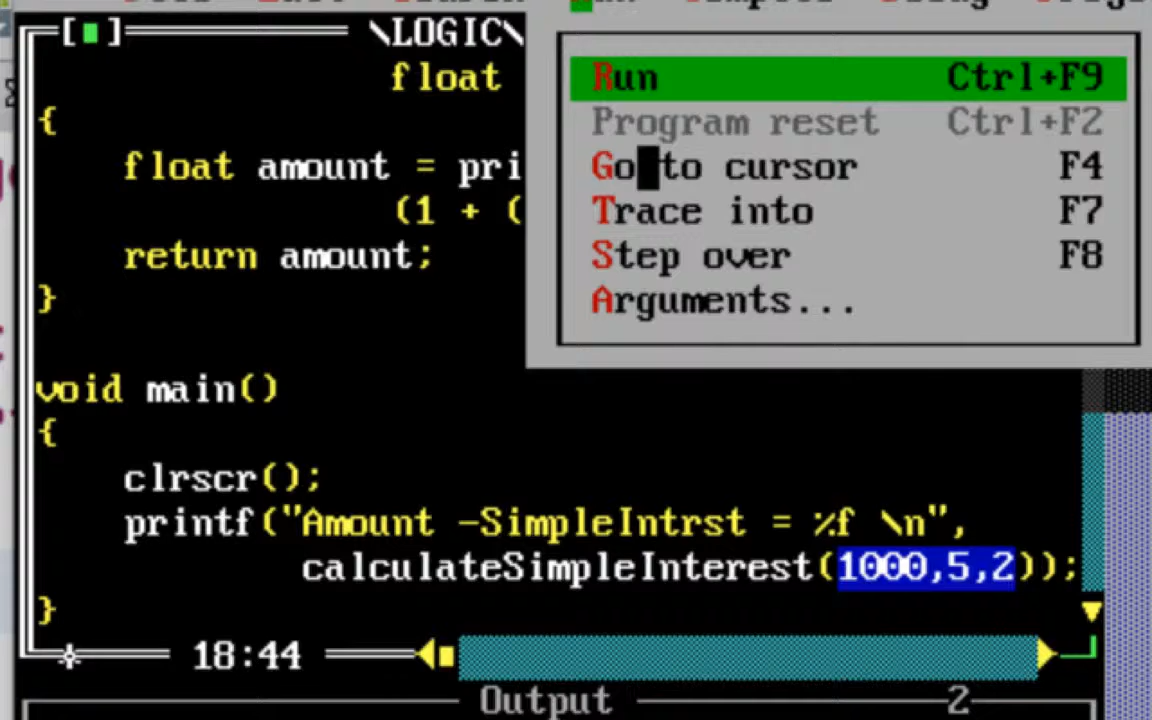 [■] \LOGIC\
float
{
float amount = pri
(1 + (
return amount;
}
void main()
{
clrscr();
printf("Amount -SimpleIntrst = %f \n",
calculateSimpleInterest(1000,5,2));
}
18:44
Output 2
Run Ctrl+F9
Program reset Ctrl+F2
Go to cursor F4
Trace into F7
Step over F8
Arguments...